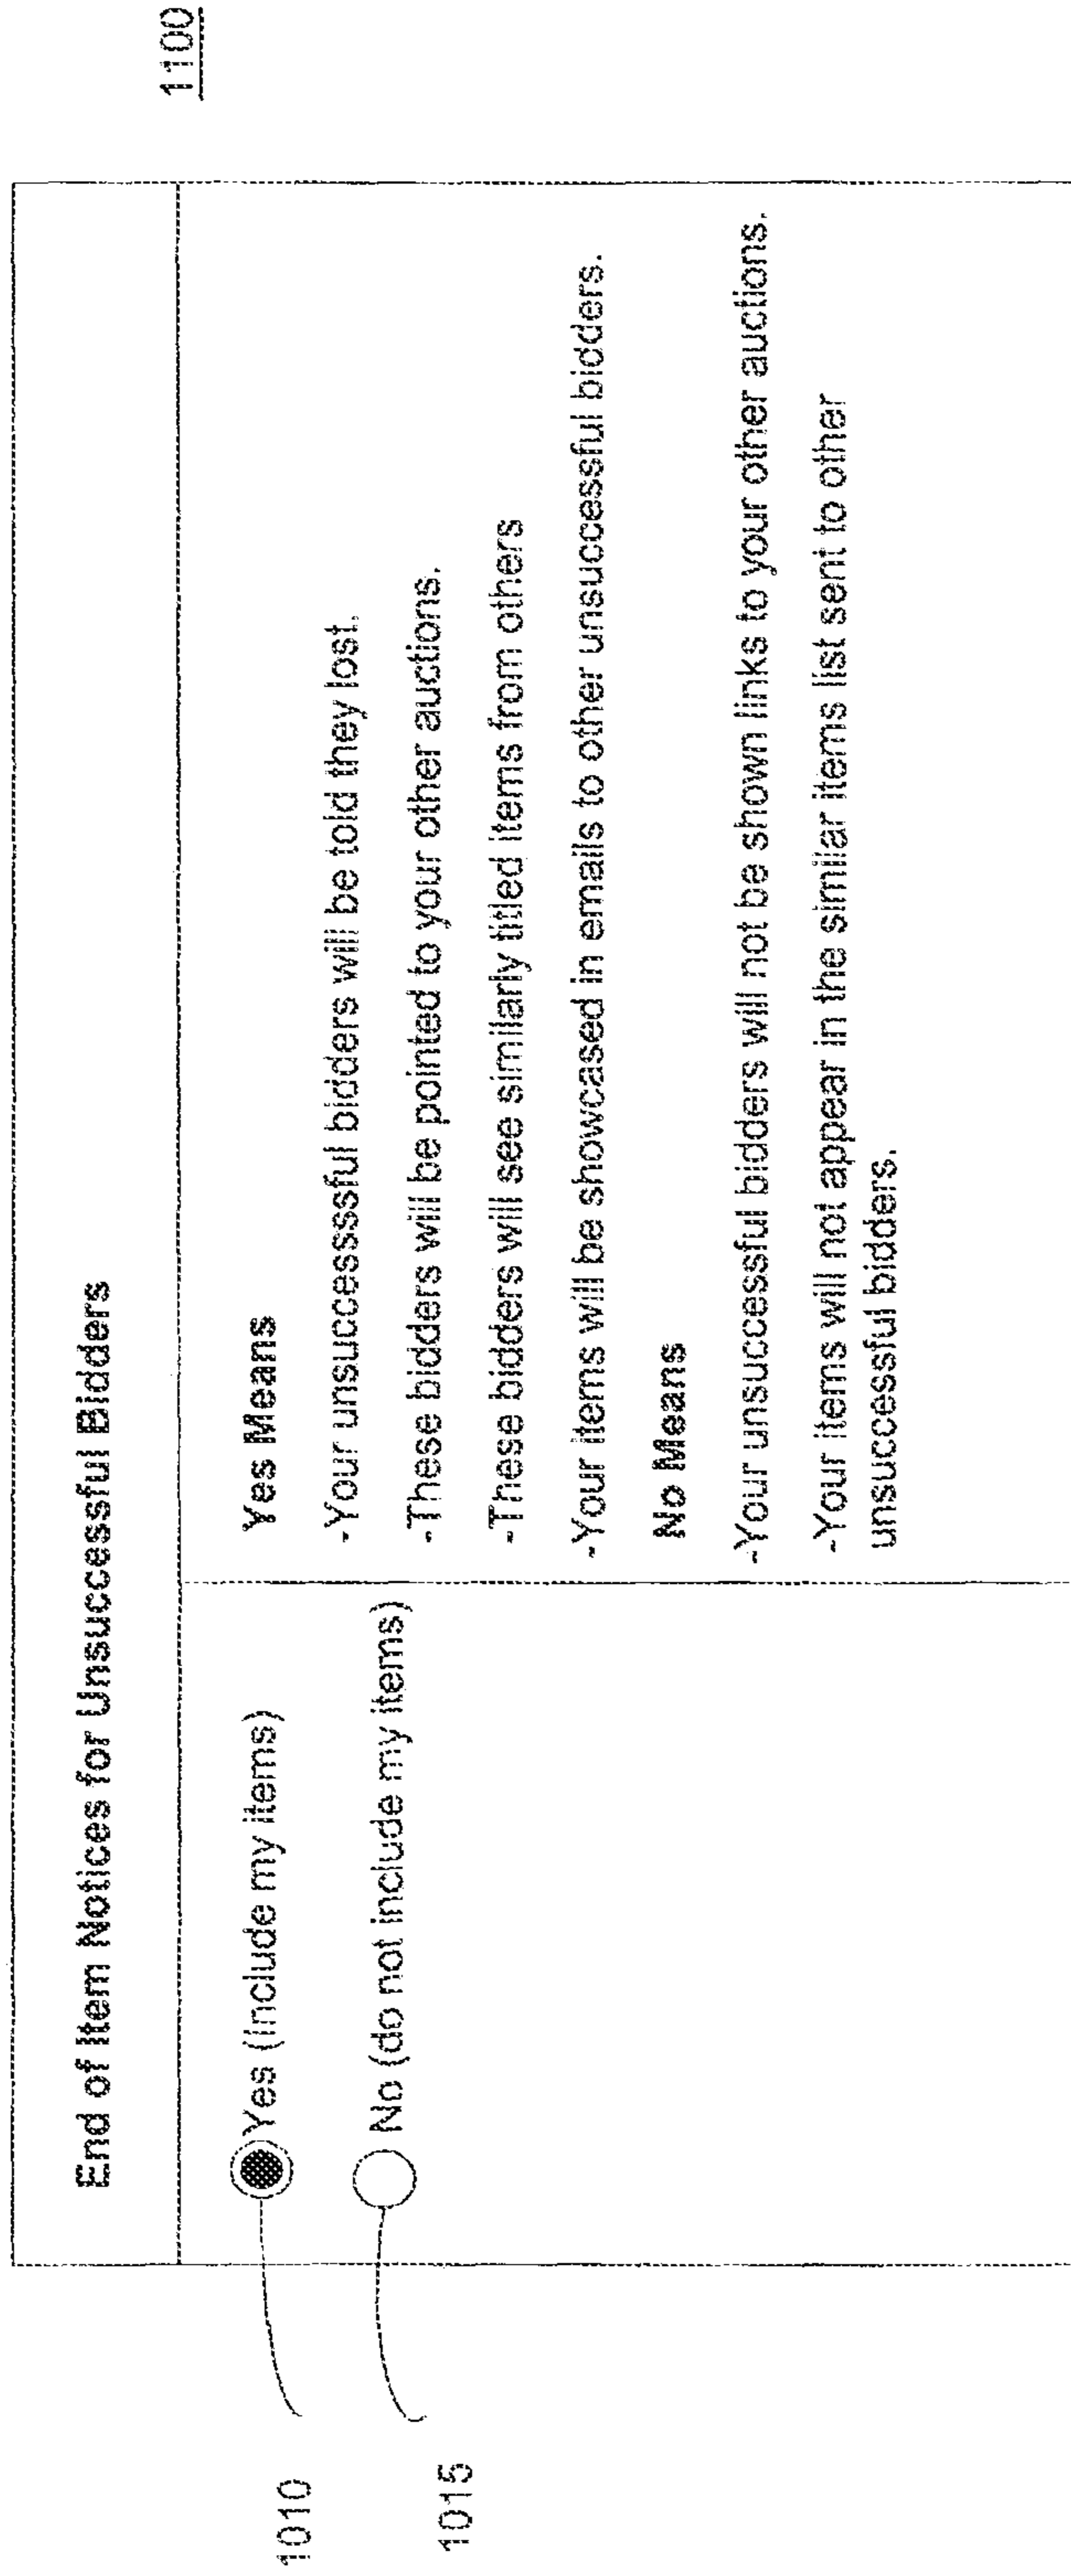 1100
End of Item Notices for Unsuccessful Bidders
1010
Yes (include my items)
1015
No (do not include my items)
Yes Means
-Your unsuccesssful bidders will be told they lost.
-These bidders will be pointed to your other auctions.
-These bidders will see similarly titled items from others
-Your items will be showcased in emails to other unsuccessful bidders.
No Means
-Your unsuccessful bidders will not be shown links to your other auctions.
-Your items will not appear in the similar items list sent to other
unsuccessful bidders.